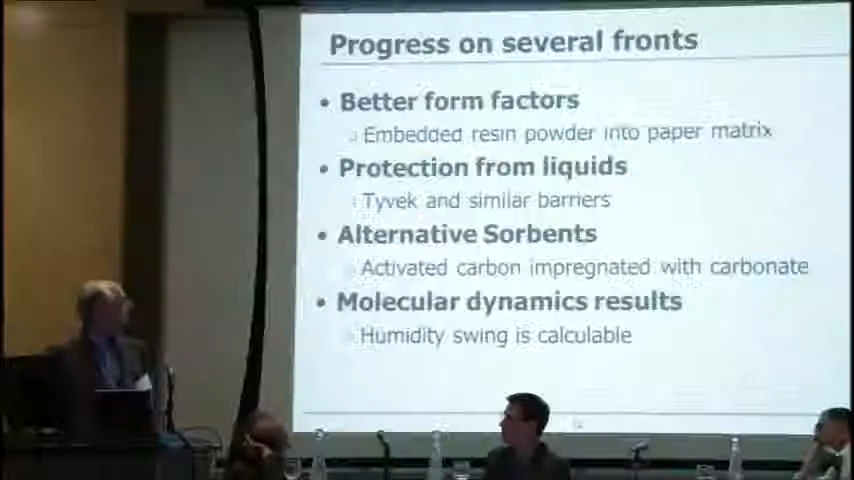 Progress on several fronts
• Better form factors
Embedded resin powder into paper matrix
• Protection from liquids
Tyvek and similar barriers
• Alternative Sorbents
Activated carbon impregnated with carbonate
• Molecular dynamics results
Humidity swing is calculable